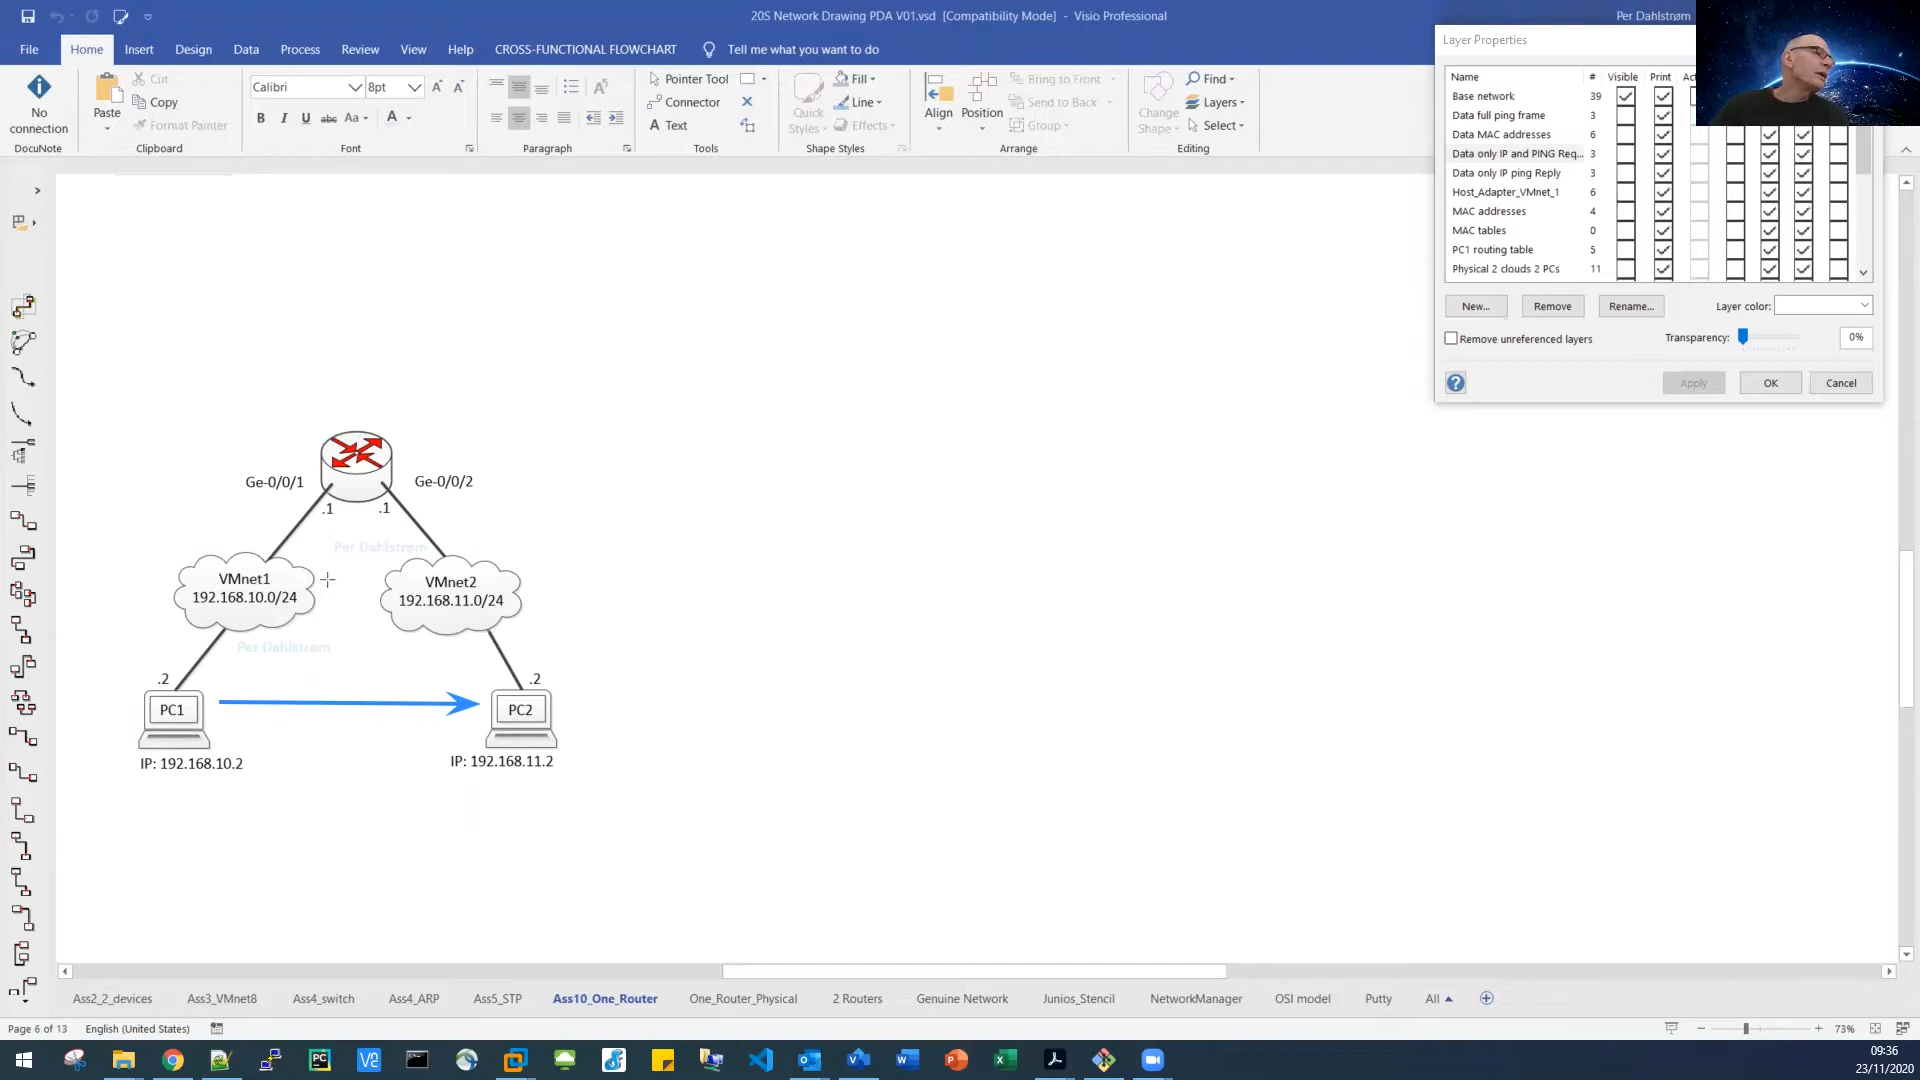 20S Network Drawing PDA V01.vsd [Compatibility Mode] - Visio Professional
Per Dahlstrøm
File Home Insert Design Data Process Review View Help CROSS-FUNCTIONAL FLOWCHART Tell me what you want to do
No connection
DocuNote
Paste
Cut
Copy
Format Painter
Clipboard
Calibri 8pt
B I U abc Aa A
Font
Paragraph
Pointer Tool
Connector
A Text
Tools
Quick Styles
Fill
Line
Effects
Shape Styles
Align
Position
Bring to Front
Send to Back
Group
Arrange
Change Shape
Find
Layers
Select
Editing
Layer Properties
Name # Visible Print
Base network 39
Data full ping frame 3
Data MAC addresses 6
Data only IP and PING Req... 3
Data only IP ping Reply 3
Host_Adapter_VMnet_1 6
MAC addresses 4
MAC tables 0
PC1 routing table 5
Physical 2 clouds 2 PCs 11
New... Remove Rename... Layer color:
Remove unreferenced layers Transparency: 0%
? Apply OK Cancel
Ge-0/0/1 Ge-0/0/2
.1 .1
Per Dahlstrøm
VMnet1
192.168.10.0/24
VMnet2
192.168.11.0/24
Per Dahlstrøm
.2 .2
PC1 PC2
IP: 192.168.10.2 IP: 192.168.11.2
Ass2_2_devices Ass3_VMnet8 Ass4_switch Ass4_ARP Ass5_STP Ass10_One_Router One_Router_Physical 2 Routers Genuine Network Junios_Stencil NetworkManager OSI model Putty All
Page 6 of 13 English (United States) 73%
09:36
23/11/2020